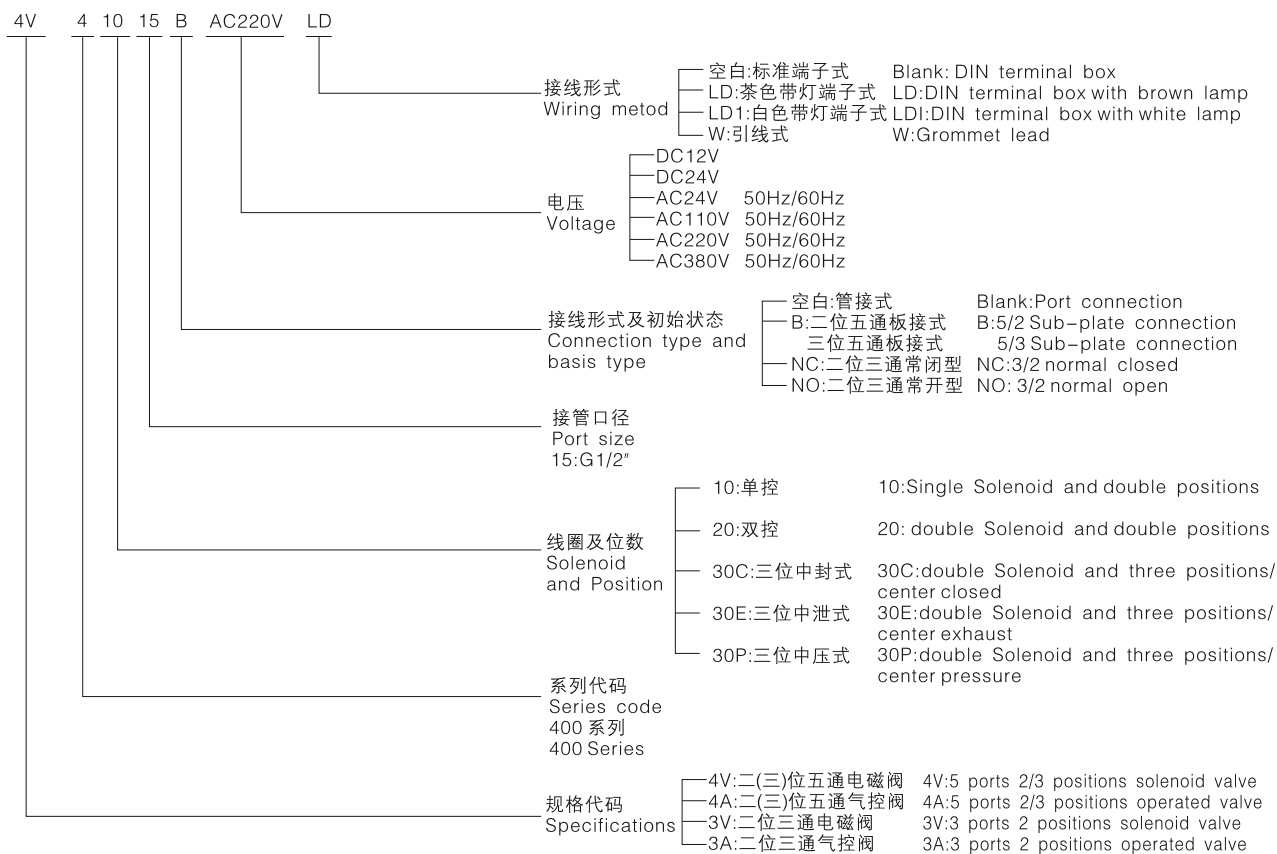 4V 4 10 15 B AC220V LD
接线形式
Wiring metod
空白:标准端子式 Blank: DIN terminal box
LD:茶色带灯端子式 LD:DIN terminal box with brown lamp
LD1:白色带灯端子式 LDI:DIN terminal box with white lamp
W:引线式 W:Grommet lead
电压
Voltage
DC12V
DC24V
AC24V 50Hz/60Hz
AC110V 50Hz/60Hz
AC220V 50Hz/60Hz
AC380V 50Hz/60Hz
接线形式及初始状态
Connection type and
basis type
空白:管接式 Blank:Port connection
B:二位五通板接式 B:5/2 Sub-plate connection
三位五通板接式 5/3 Sub-plate connection
NC:二位三通常闭型 NC:3/2 normal closed
NO:二位三通常开型 NO: 3/2 normal open
接管口径
Port size
15:G1/2″
线圈及位数
Solenoid
and Position
10:单控 10:Single Solenoid and double positions
20:双控 20: double Solenoid and double positions
30C:三位中封式 30C:double Solenoid and three positions/
center closed
30E:三位中泄式 30E:double Solenoid and three positions/
center exhaust
30P:三位中压式 30P:double Solenoid and three positions/
center pressure
系列代码
Series code
400 系列
400 Series
规格代码
Specifications
4V:二(三)位五通电磁阀 4V:5 ports 2/3 positions solenoid valve
4A:二(三)位五通气控阀 4A:5 ports 2/3 positions operated valve
3V:二位三通电磁阀 3V:3 ports 2 positions solenoid valve
3A:二位三通气控阀 3A:3 ports 2 positions operated valve